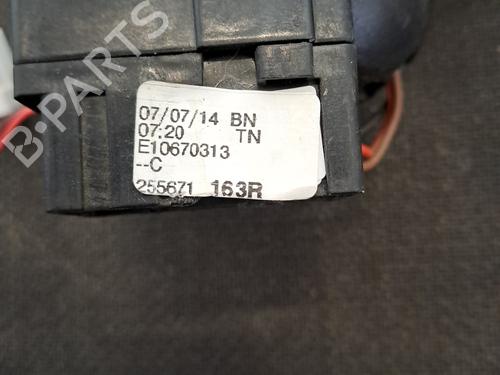 07/07/14 BN
07:20 TN
E10670313
--C
255671 163R
B-PARTS